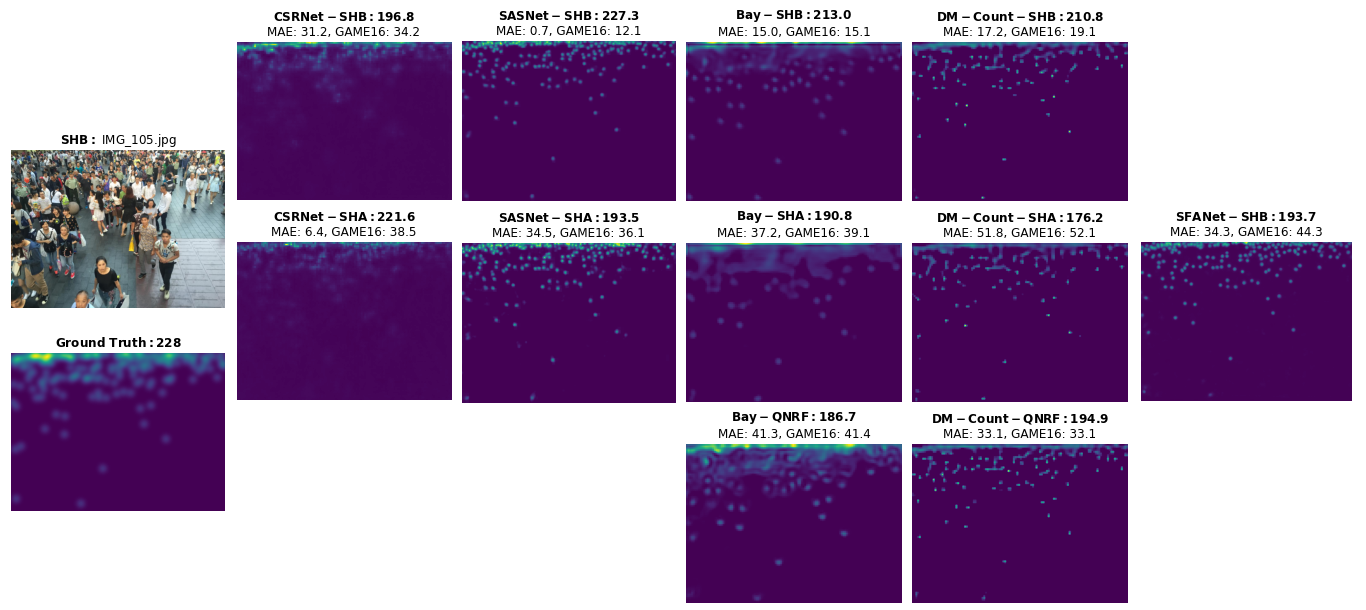 CSRNet−SHB: 196.8
MAE: 31.2, GAME16: 34.2
SASNet−SHB: 227.3
MAE: 0.7, GAME16: 12.1
Bay−SHB: 213.0
MAE: 15.0, GAME16: 15.1
DM−Count−SHB: 210.8
MAE: 17.2, GAME16: 19.1
SHB: IMG_105.jpg
CSRNet−SHA: 221.6
MAE: 6.4, GAME16: 38.5
SASNet−SHA: 193.5
MAE: 34.5, GAME16: 36.1
Bay−SHA: 190.8
MAE: 37.2, GAME16: 39.1
DM−Count−SHA: 176.2
MAE: 51.8, GAME16: 52.1
SFANet−SHB: 193.7
MAE: 34.3, GAME16: 44.3
Ground Truth: 228
Bay−QNRF: 186.7
MAE: 41.3, GAME16: 41.4
DM−Count−QNRF: 194.9
MAE: 33.1, GAME16: 33.1